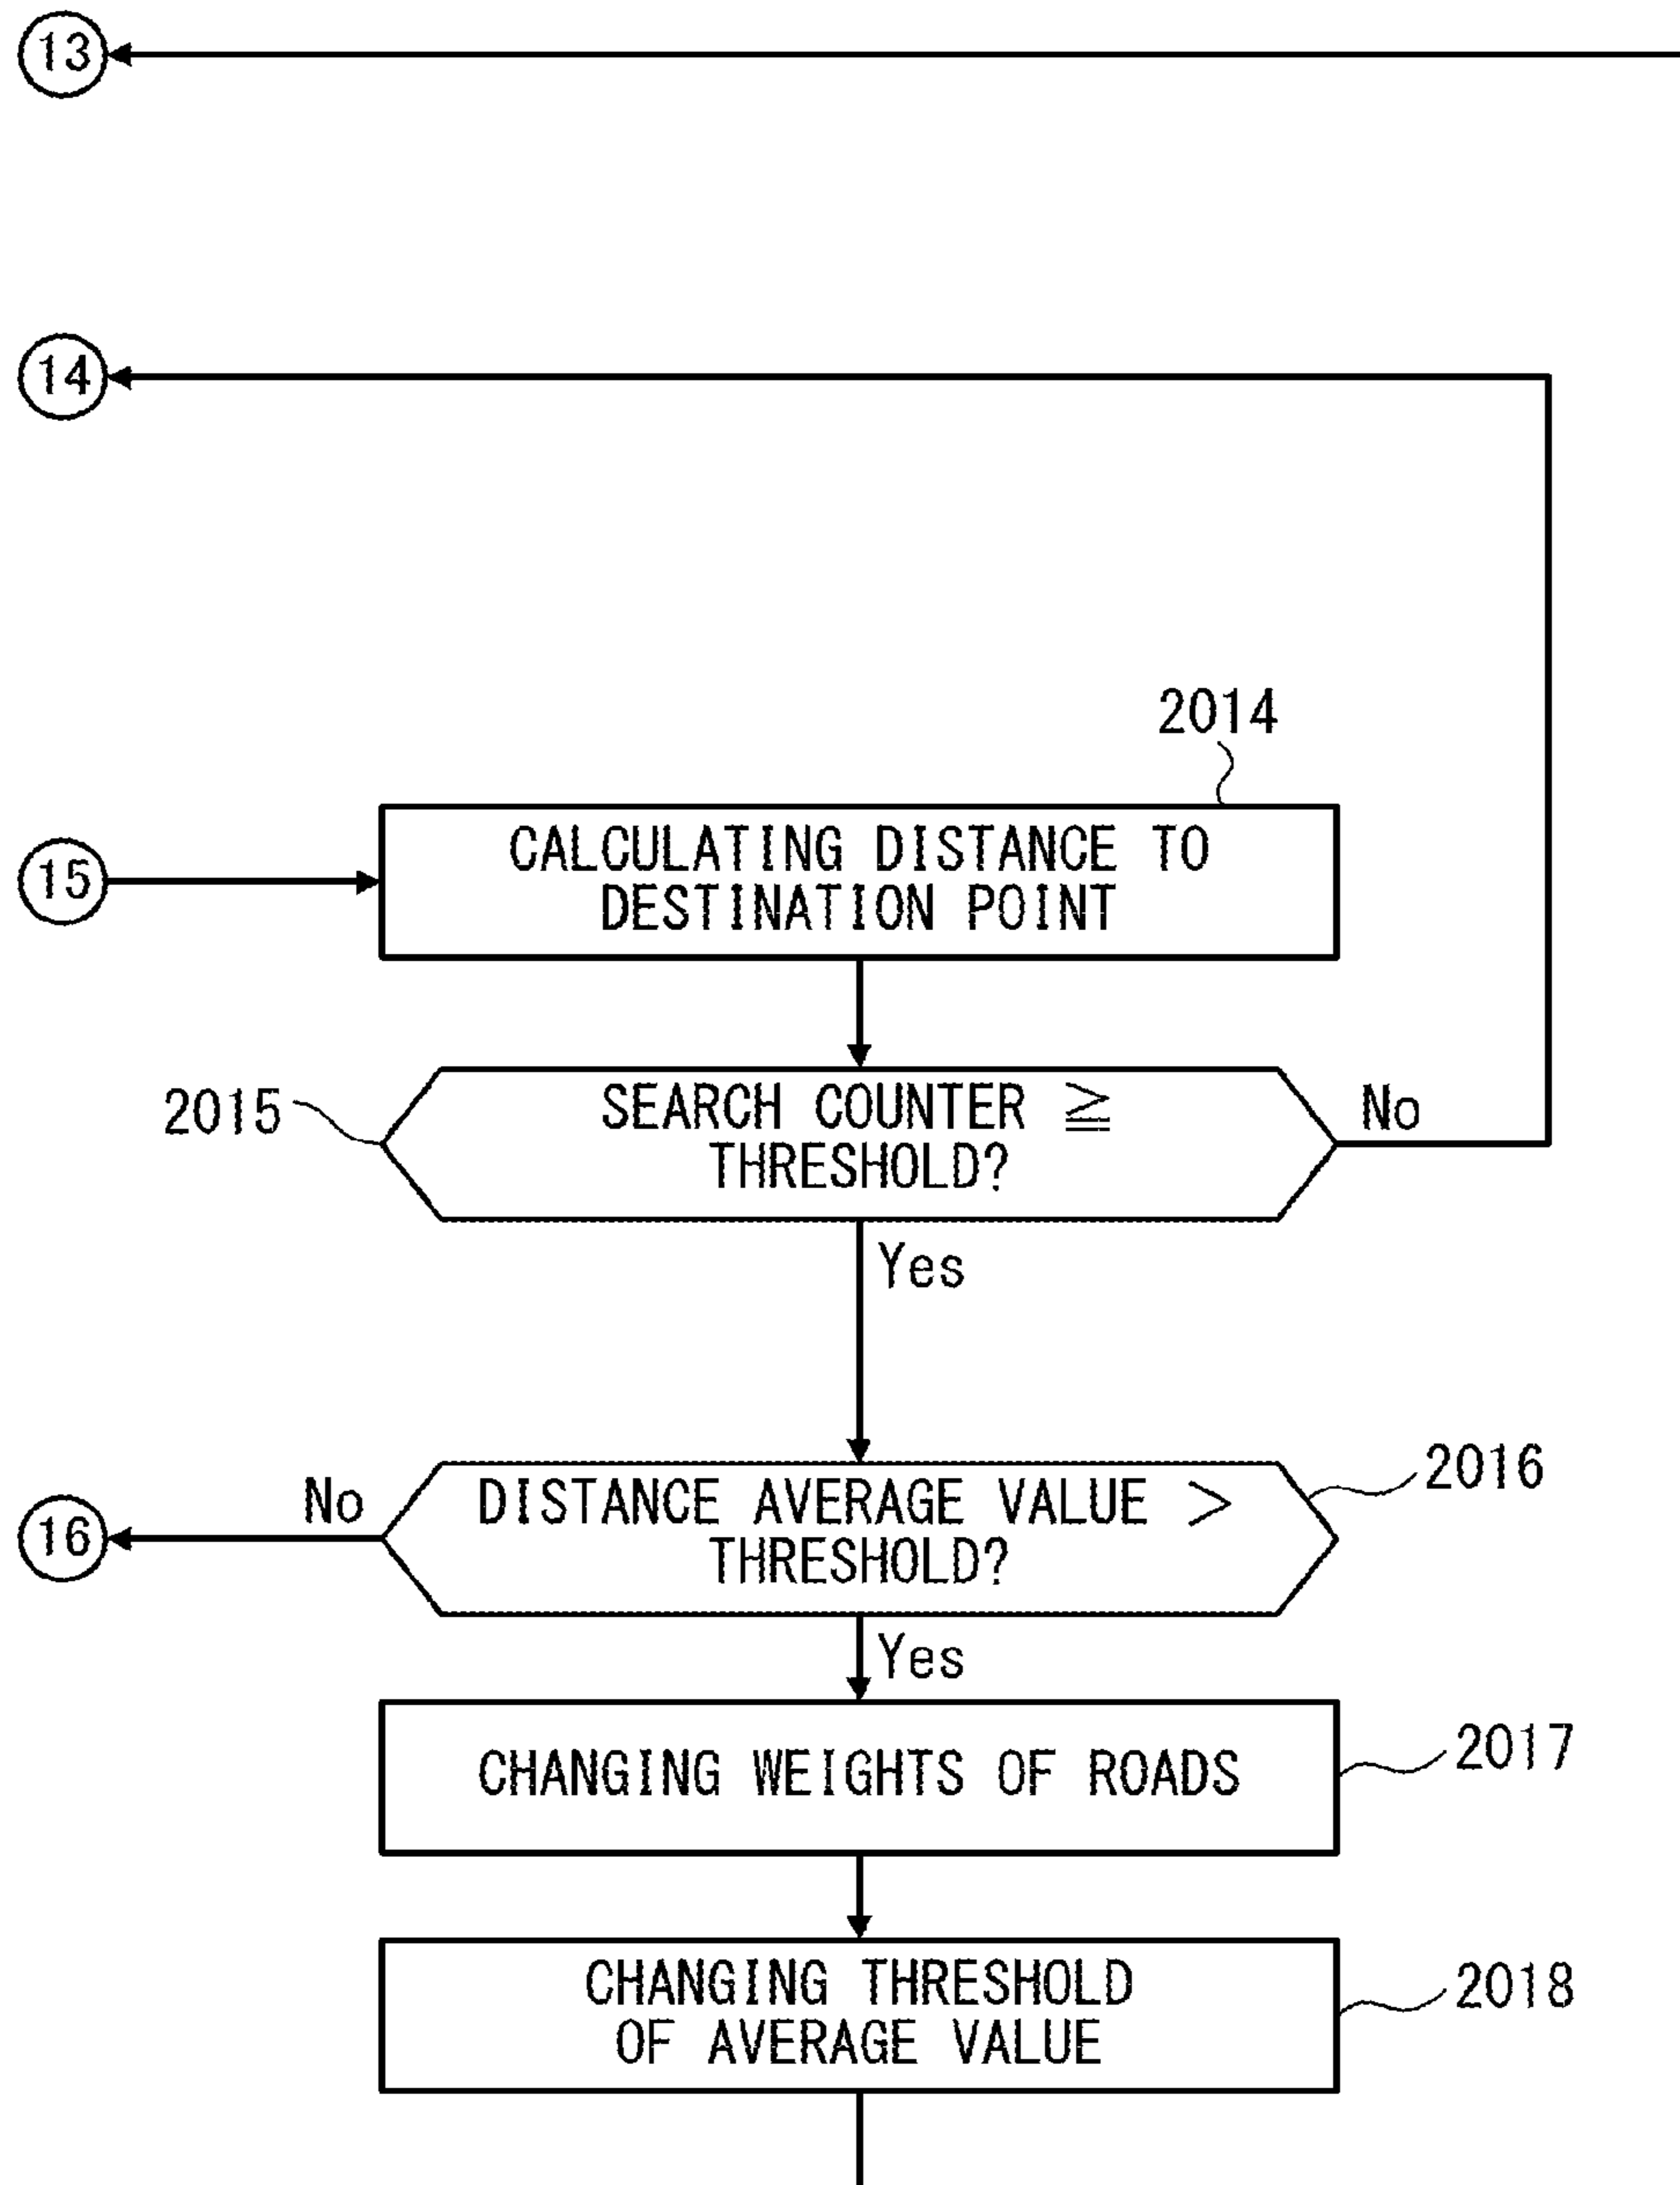 13
14
2014
15
CALCULATING DISTANCE TO
DESTINATION POINT
2015
SEARCH COUNTER ≧
THRESHOLD?
No
Yes
2016
No
DISTANCE AVERAGE VALUE >
THRESHOLD?
16
Yes
CHANGING WEIGHTS OF ROADS
2017
CHANGING THRESHOLD
OF AVERAGE VALUE
2018